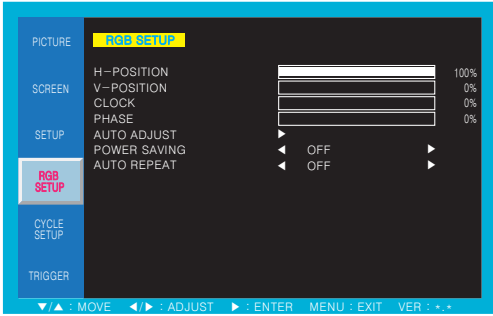 PICTURE
SCREEN
SETUP
RGB
SETUP
CYCLE
SETUP
TRIGGER
RGB SETUP
H-POSITION 100%
V-POSITION 0%
CLOCK 0%
PHASE 0%
AUTO ADJUST ▶
POWER SAVING ◀ OFF ▶
AUTO REPEAT ◀ OFF ▶
▼/▲ : MOVE ◀/▶ : ADJUST ▶ : ENTER MENU : EXIT VER : *.*